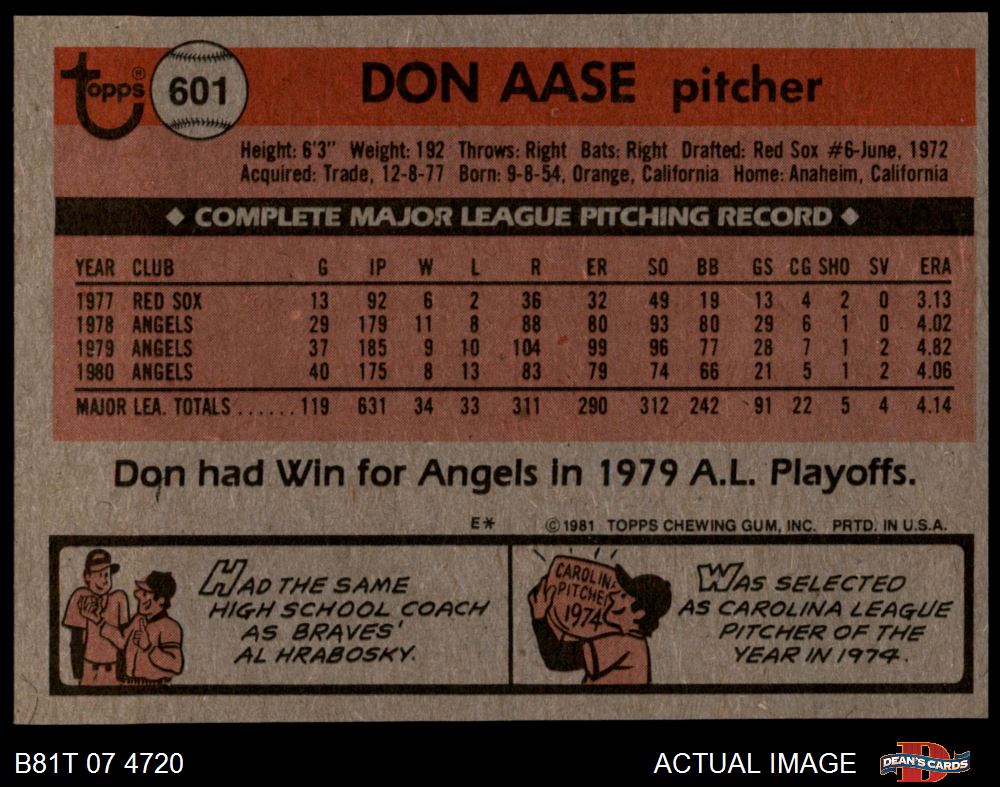 topps® 601 DON AASE pitcher
Height: 6'3" Weight: 192 Throws: Right Bats: Right Drafted: Red Sox #6-June, 1972
Acquired: Trade, 12-8-77 Born: 9-8-54, Orange, California Home: Anaheim, California
◆ COMPLETE MAJOR LEAGUE PITCHING RECORD ◆
YEAR CLUB G IP W L R ER SO BB GS CG SHO SV ERA
1977 RED SOX 13 92 6 2 36 32 49 19 13 4 2 0 3.13
1978 ANGELS 29 179 11 8 88 80 93 80 29 6 1 0 4.02
1979 ANGELS 37 185 9 10 104 99 96 77 28 7 1 2 4.82
1980 ANGELS 40 175 8 13 83 79 74 66 21 5 1 2 4.06
MAJOR LEA. TOTALS......119 631 34 33 311 290 312 242 91 22 5 4 4.14
Don had Win for Angels in 1979 A.L. Playoffs.
E* ©1981 TOPPS CHEWING GUM, INC. PRTD. IN U.S.A.
HAD THE SAME
HIGH SCHOOL COACH
AS BRAVES'
AL HRABOSKY.
CAROLINA
PITCHER
1974
WAS SELECTED
AS CAROLINA LEAGUE
PITCHER OF THE
YEAR IN 1974.
B81T 07 4720 ACTUAL IMAGE D DEAN'S CARDS